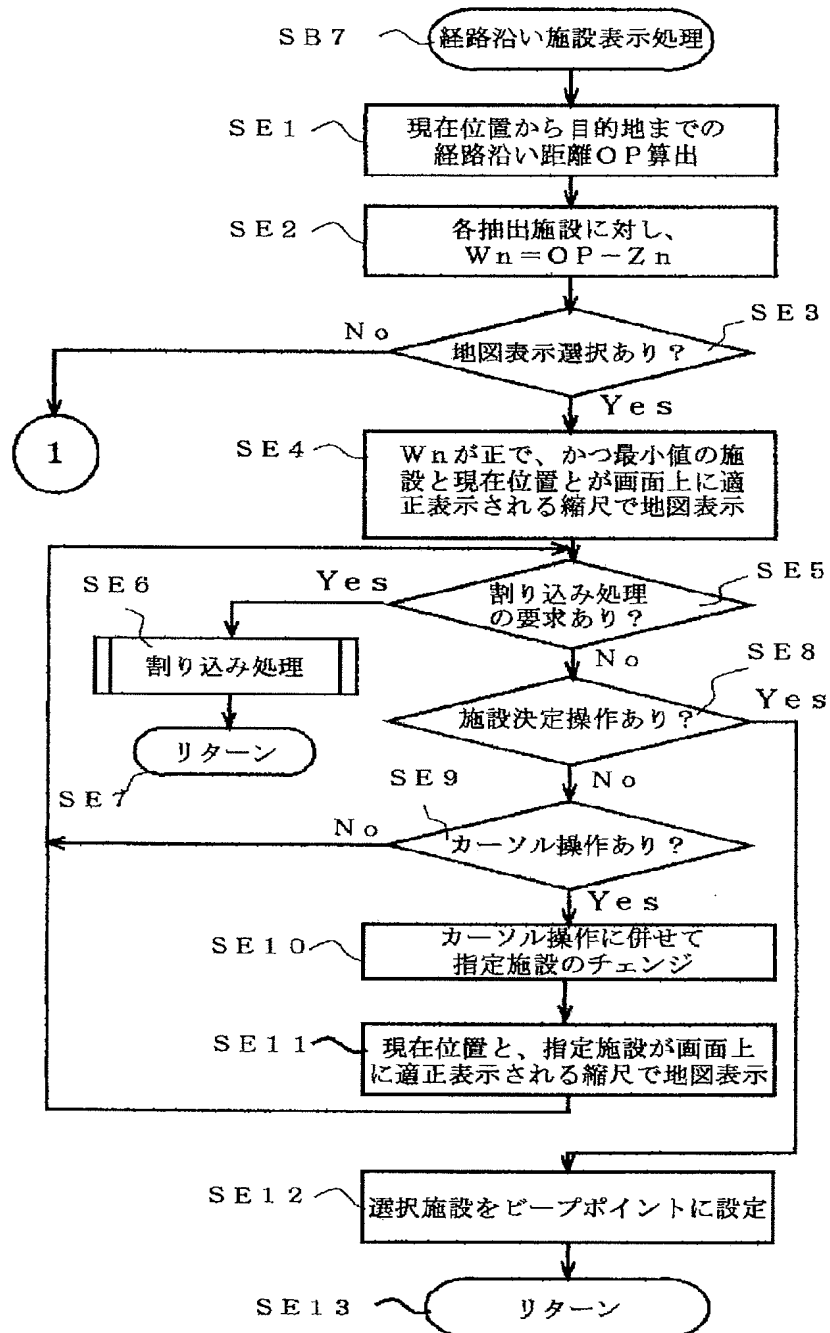 SB7
経路沿い施設表示処理
SE1
現在位置から目的地までの
経路沿い距離OP算出
SE2
各抽出施設に対し、
Wn=OP-Zn
SE3
No
地図表示選択あり?
Yes
1
SE4
Wnが正で、かつ最小値の施
設と現在位置とが画面上に適
正表示される縮尺で地図表示
SE6
Yes
SE5
割り込み処理
の要求あり?
割り込み処理
No
SE8
Yes
施設決定操作あり?
リターン
SE7
SE9
No
No
カーソル操作あり?
Yes
SE10
カーソル操作に併せて
指定施設のチェンジ
SE11
現在位置と、指定施設が画面上
に適正表示される縮尺で地図表示
SE12
選択施設をビープポイントに設定
SE13
リターン